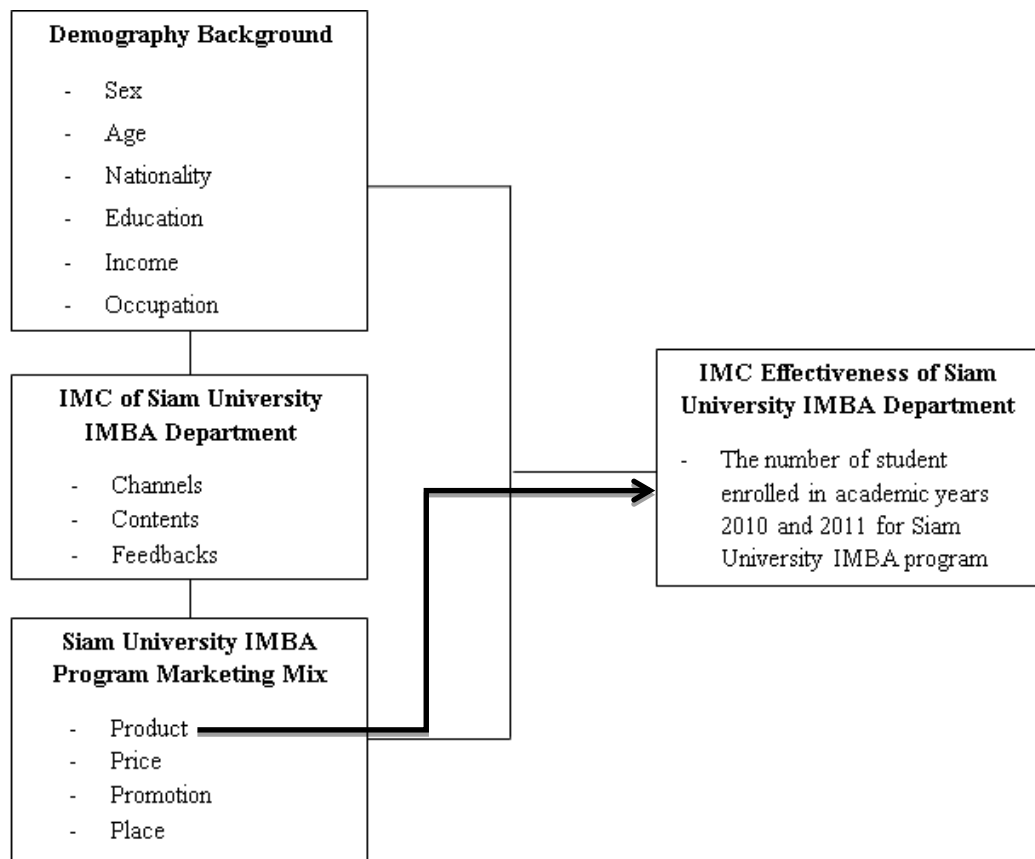 Demography Background
- Sex
- Age
- Nationality
- Education
- Income
- Occupation
IMC of Siam University
IMBA Department
- Channels
- Contents
- Feedbacks
Siam University IMBA
Program Marketing Mix
- Product
- Price
- Promotion
- Place
IMC Effectiveness of Siam
University IMBA Department
- The number of student
enrolled in academic years
2010 and 2011 for Siam
University IMBA program